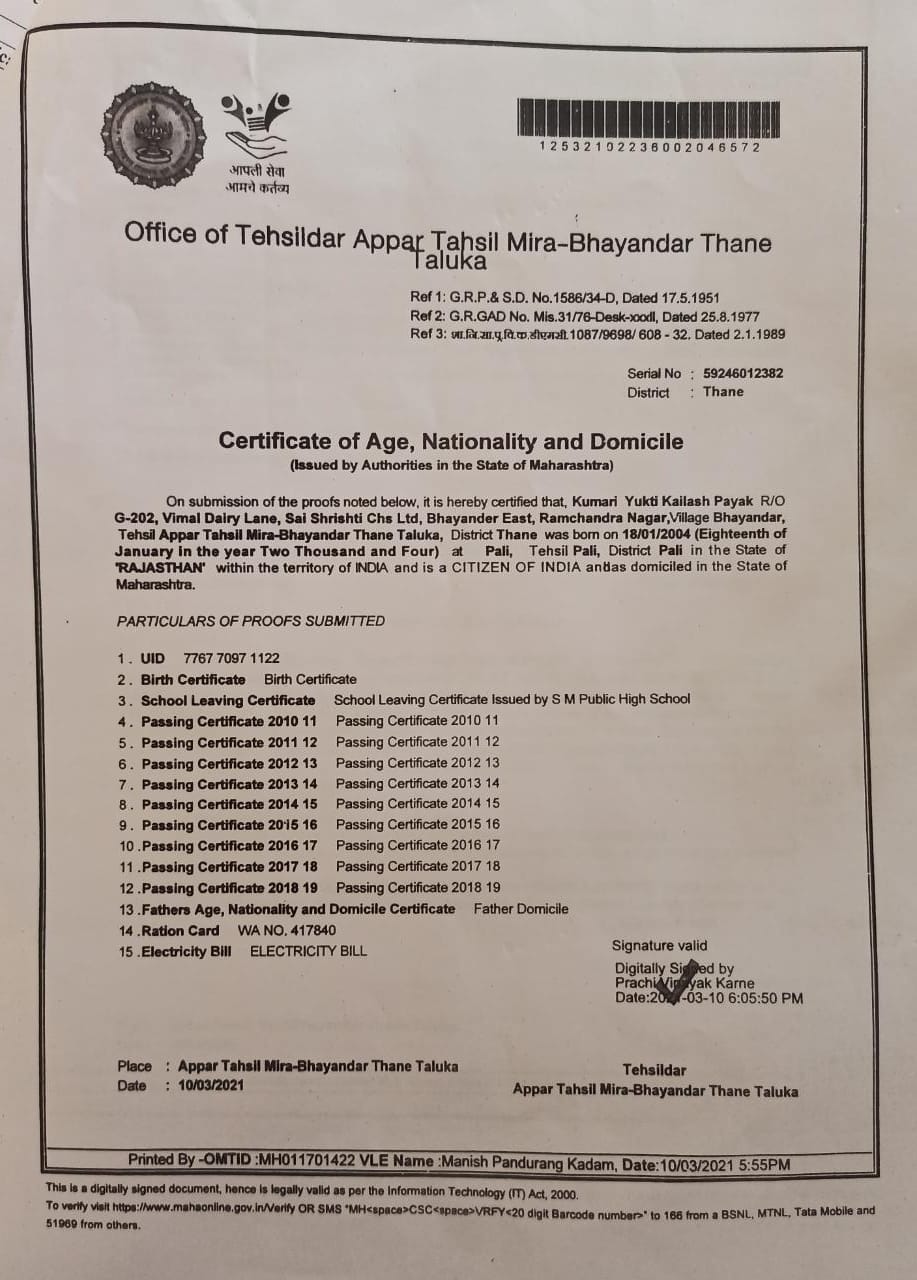 आपली सेवा
आमचे कर्तव्य
12532102236002046572
Office of Tehsildar Appar Tahsil Mira-Bhayandar Thane
Taluka
Ref 1: G.R.P.& S.D. No.1586/34-D, Dated 17.5.1951
Ref 2: G.R.GAD No. Mis.31/76-Desk-xxxdl, Dated 25.8.1977
Ref 3: 1087/9698/ 608 - 32. Dated 2.1.1989
Serial No : 59246012382
District : Thane
Certificate of Age, Nationality and Domicile
(Issued by Authorities in the State of Maharashtra)
On submission of the proofs noted below, it is hereby certified that, Kumari Yukti Kailash Payak R/O
G-202, Vimal Dairy Lane, Sai Shrishti Chs Ltd, Bhayander East, Ramchandra Nagar,Village Bhayandar,
Tehsil Appar Tahsil Mira-Bhayandar Thane Taluka, District Thane was born on 18/01/2004 (Eighteenth of
January in the year Two Thousand and Four) at Pali, Tehsil Pali, District Pali in the State of
'RAJASTHAN' within the territory of INDIA and is a CITIZEN OF INDIA and domiciled in the State of
Maharashtra.
PARTICULARS OF PROOFS SUBMITTED
1 . UID 7767 7097 1122
2 . Birth Certificate Birth Certificate
3 . School Leaving Certificate School Leaving Certificate Issued by S M Public High School
4 . Passing Certificate 2010 11 Passing Certificate 2010 11
5 . Passing Certificate 2011 12 Passing Certificate 2011 12
6 . Passing Certificate 2012 13 Passing Certificate 2012 13
7 . Passing Certificate 2013 14 Passing Certificate 2013 14
8 . Passing Certificate 2014 15 Passing Certificate 2014 15
9 . Passing Certificate 2015 16 Passing Certificate 2015 16
10 .Passing Certificate 2016 17 Passing Certificate 2016 17
11 .Passing Certificate 2017 18 Passing Certificate 2017 18
12 .Passing Certificate 2018 19 Passing Certificate 2018 19
13 .Fathers Age, Nationality and Domicile Certificate Father Domicile
14 .Ration Card WA NO. 417840
15 .Electricity Bill ELECTRICITY BILL
Signature valid
Digitally Signed by
Prachi Vinayak Karne
Date:2021-03-10 6:05:50 PM
Place : Appar Tahsil Mira-Bhayandar Thane Taluka
Date : 10/03/2021
Tehsildar
Appar Tahsil Mira-Bhayandar Thane Taluka
Printed By -OMTID :MH011701422 VLE Name :Manish Pandurang Kadam, Date:10/03/2021 5:55PM
This is a digitally signed document, hence is legally valid as per the Information Technology (IT) Act, 2000.
To verify visit https://www.mahaonline.gov.in/Verify OR SMS "MH<space>CSC<space>VRFY<20 digit Barcode number>" to 166 from a BSNL, MTNL, Tata Mobile and
51969 from others.